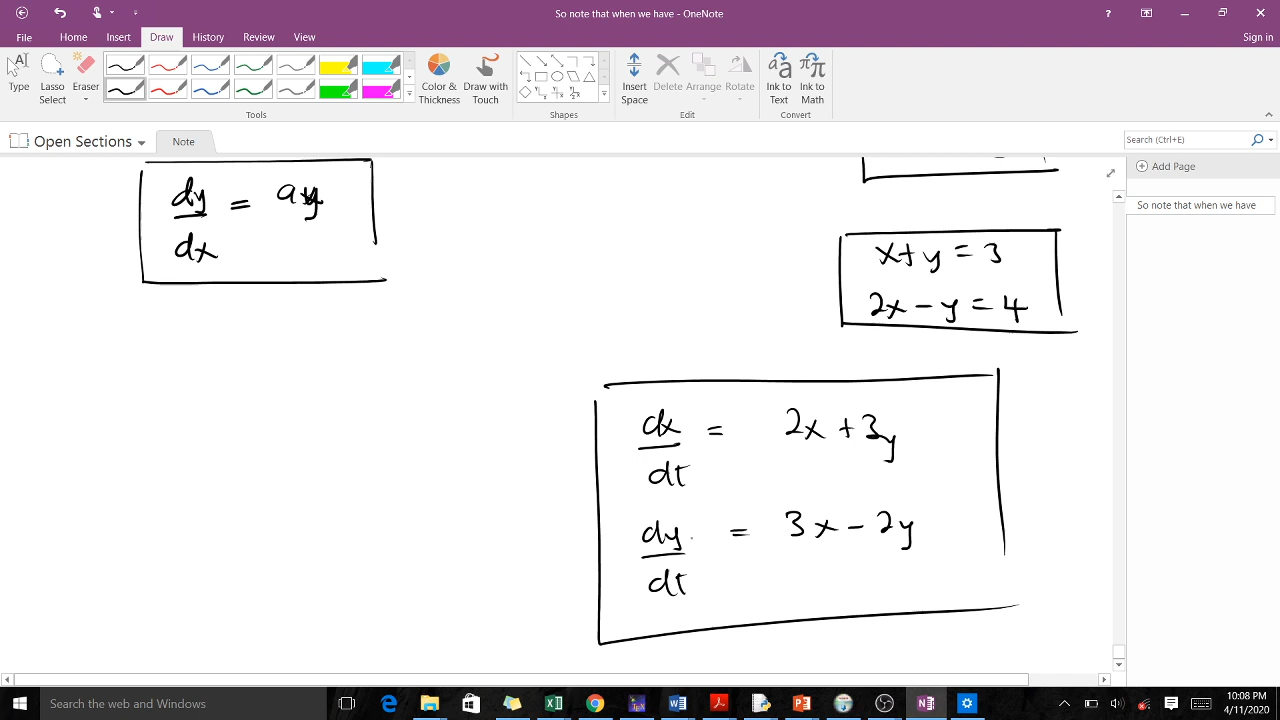 So note that when we have - OneNote
File Home Insert Draw History Review View
Sign in
Type
Lasso Select
Eraser
Color & Thickness
Draw with Touch
Insert Space
Delete
Arrange
Rotate
Ink to Text
Ink to Math
Tools
Shapes
Edit
Convert
Open Sections
Note
Search (Ctrl+E)
Add Page
So note that when we have
dy/dx = ay
x+y=3
2x-y=4
dx/dt = 2x+3y
dy/dt = 3x-2y
Search the web and Windows
10:08 PM
4/11/2020